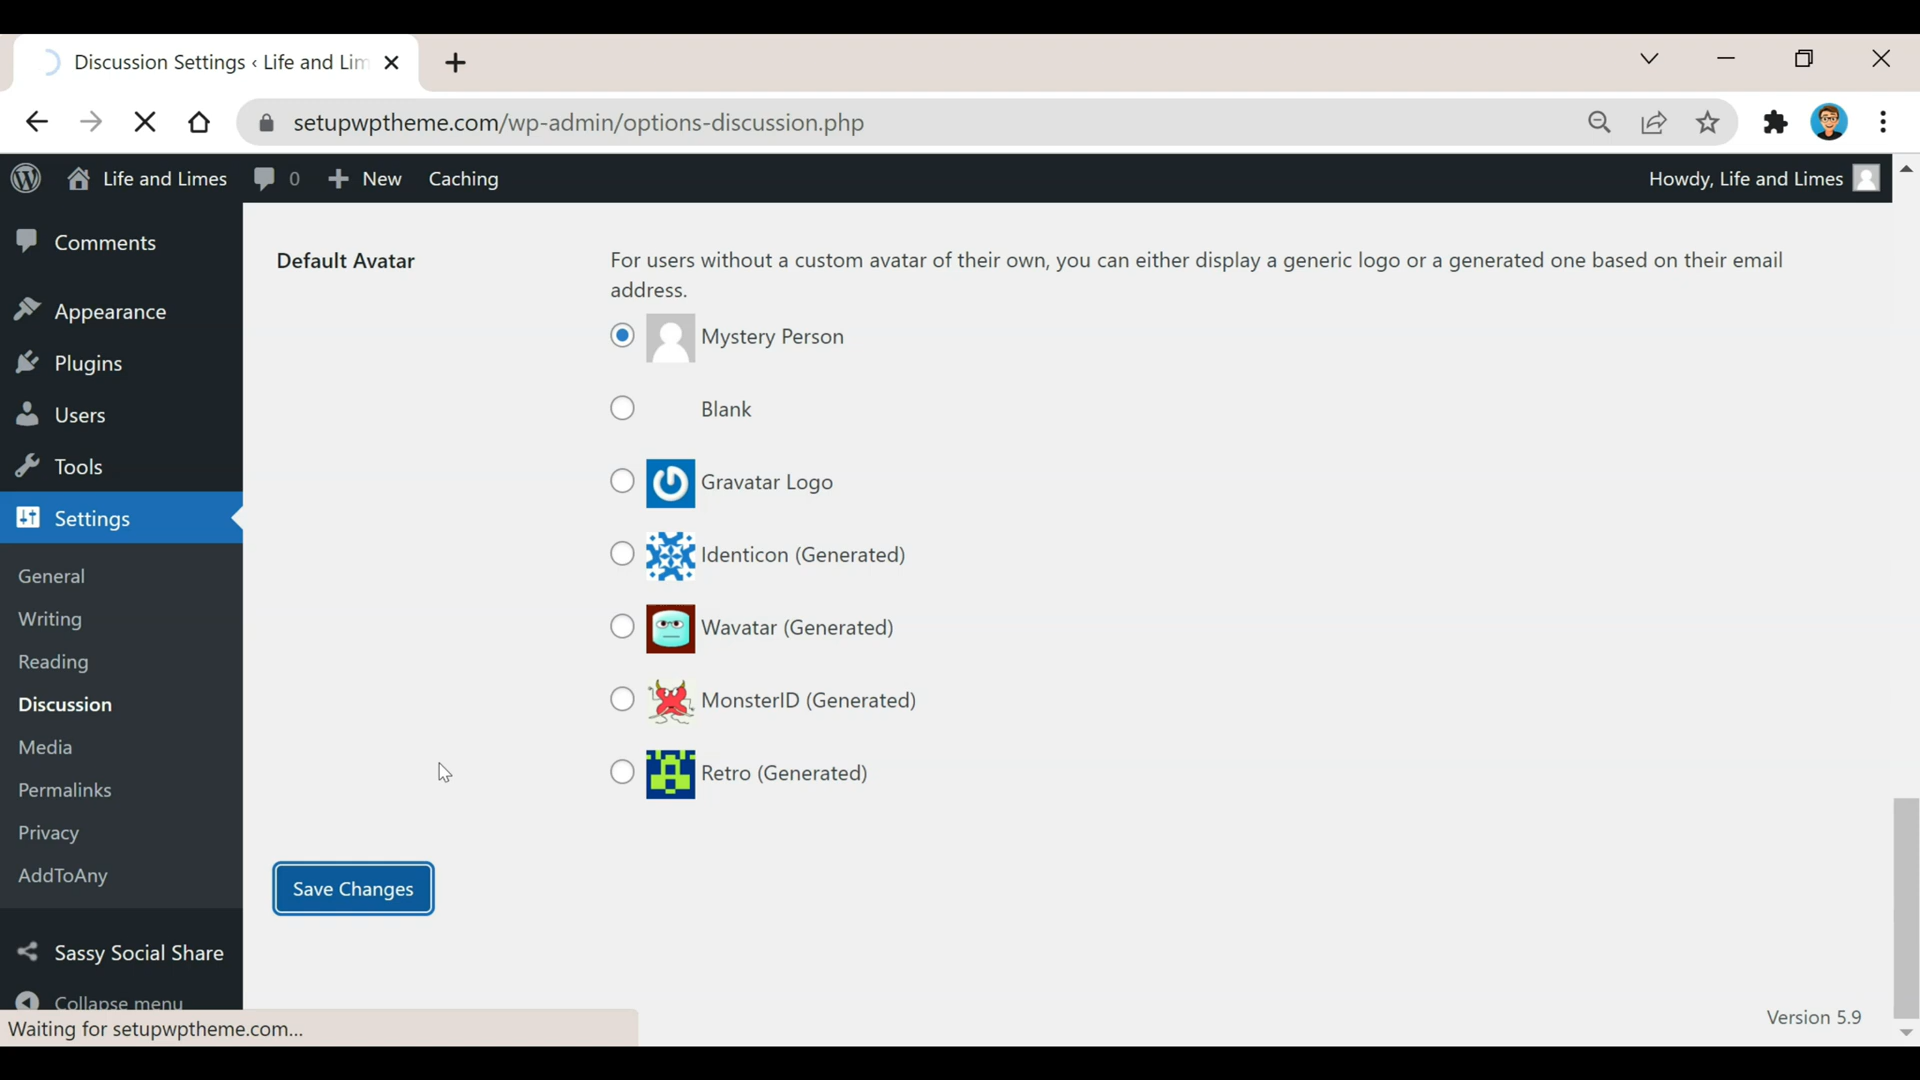 Discussion Settings ‹ Life and Lim
setupwptheme.com/wp-admin/options-discussion.php
Life and Limes
0
New
Caching
Howdy, Life and Limes
Comments
Appearance
Plugins
Users
Tools
Settings
General
Writing
Reading
Discussion
Media
Permalinks
Privacy
AddToAny
Sassy Social Share
Collapse menu
Default Avatar
For users without a custom avatar of their own, you can either display a generic logo or a generated one based on their email
address.
Mystery Person
Blank
Gravatar Logo
Identicon (Generated)
Wavatar (Generated)
MonsterID (Generated)
Retro (Generated)
Save Changes
Version 5.9
Waiting for setupwptheme.com...